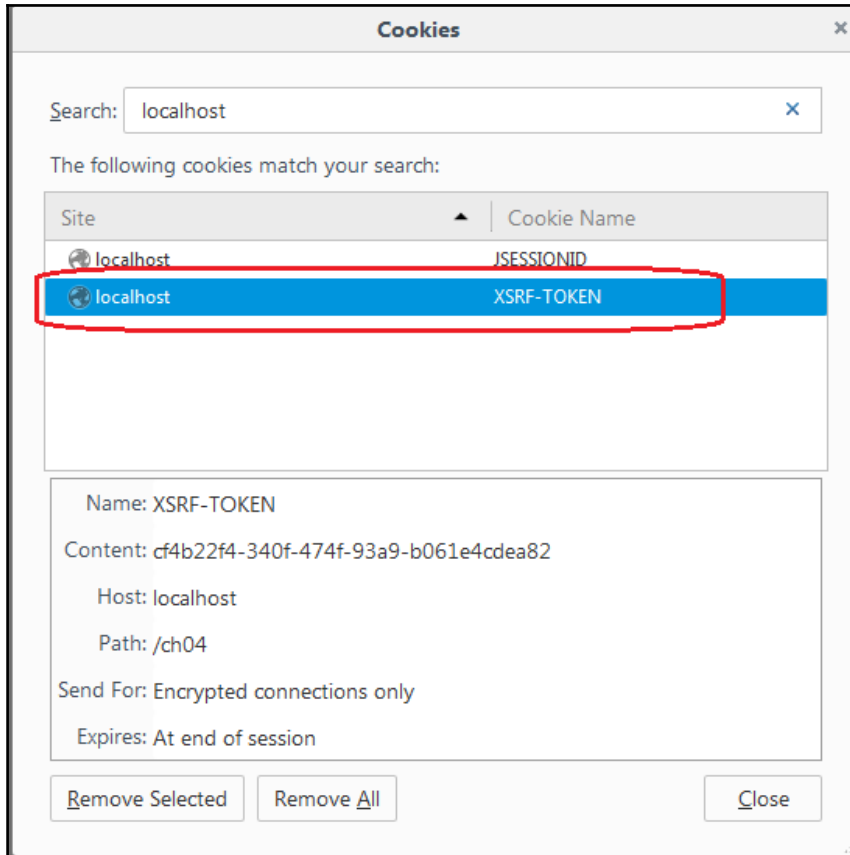 Cookies
Search: localhost
The following cookies match your search:
Site Cookie Name
localhost JSESSIONID
localhost XSRF-TOKEN
Name: XSRF-TOKEN
Content: cf4b22f4-340f-474f-93a9-b061e4cdea82
Host: localhost
Path: /ch04
Send For: Encrypted connections only
Expires: At end of session
Remove Selected Remove All Close